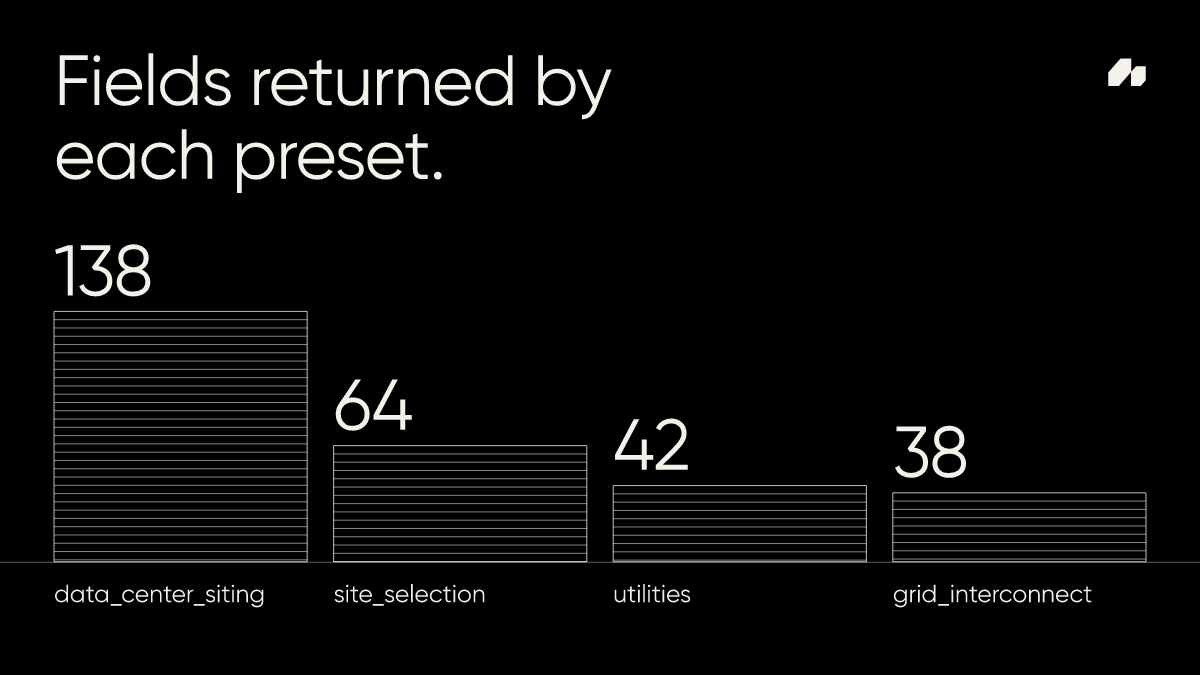 Fields returned by
each preset.
138
64
42
38
data_center_siting
site_selection
utilities
grid_interconnect